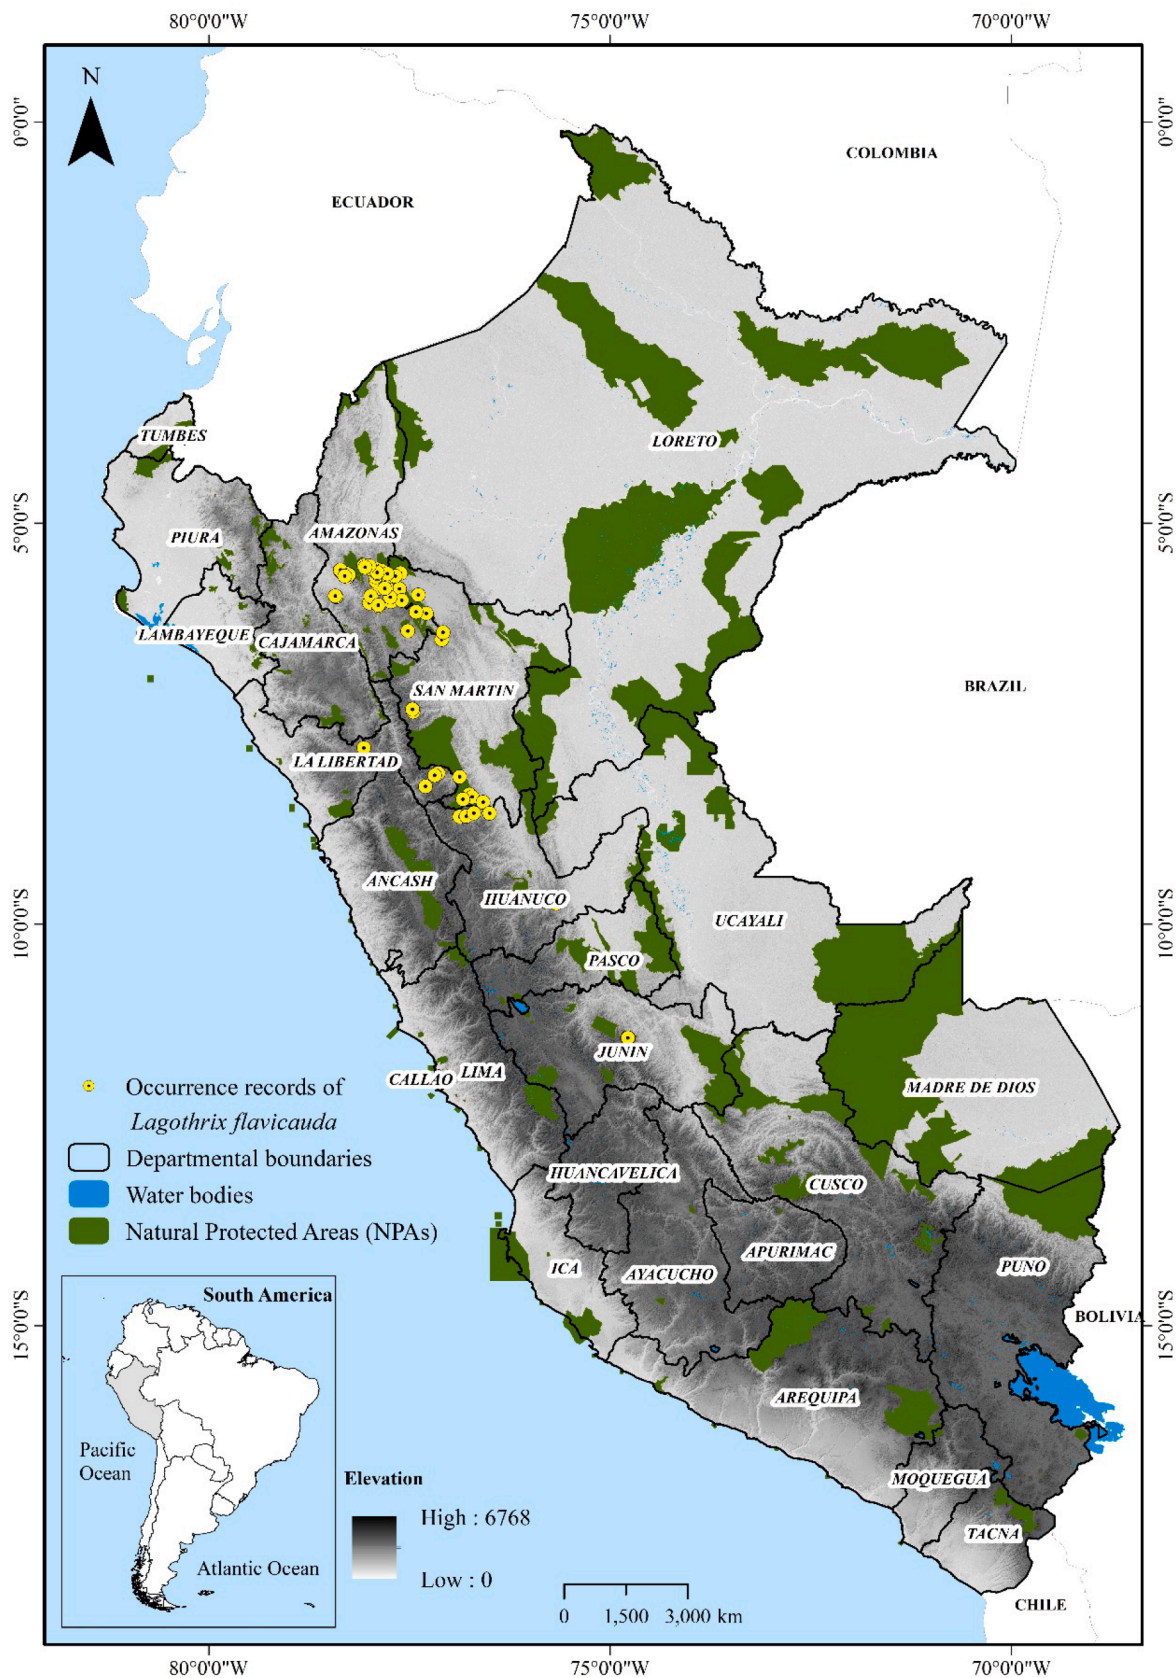 80°0'0"W 75°0'0"W 70°0'0"W
0°0'0"
0°0'0"
N
COLOMBIA
ECUADOR
TUMBES
LORETO
5°0'0"S
5°0'0"S
PIURA
AMAZONAS
LAMBAYEQUE
CAJAMARCA
SAN MARTIN
BRAZIL
LA LIBERTAD
ANCASH
HUANUCO
UCAYALI
10°0'0"S
10°0'0"S
PASCO
JUNIN
CALLAO
LIMA
MADRE DE DIOS
Occurrence records of
Lagothrix flavicauda
Departmental boundaries
Water bodies
Natural Protected Areas (NPAs)
HUANCAVELICA
CUSCO
APURIMAC
PUNO
ICA
AYACUCHO
BOLIVIA
15°0'0"S
15°0'0"S
AREQUIPA
MOQUEGUA
TACNA
CHILE
South America
Pacific
Ocean
Atlantic Ocean
Elevation
High : 6768
Low : 0
0 1,500 3,000 km
80°0'0"W 75°0'0"W 70°0'0"W